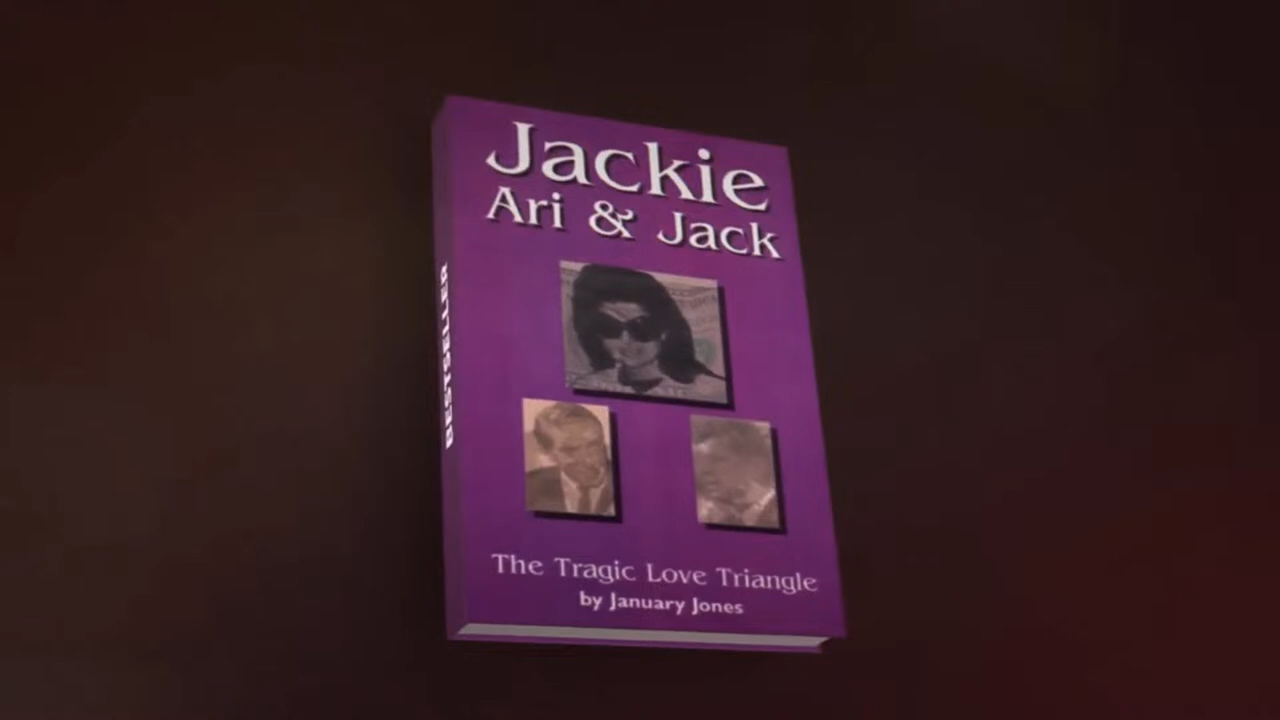 Jackie
Ari & Jack
BESTSELLER
The Tragic Love Triangle
by January Jones